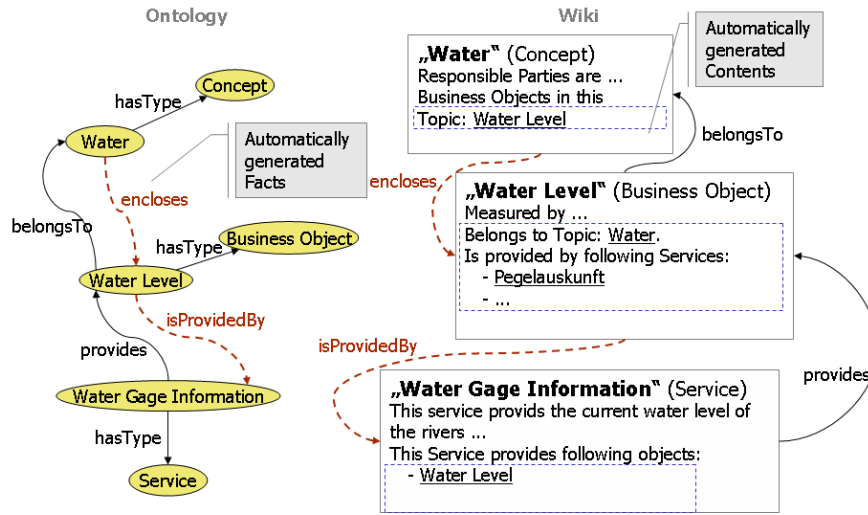 Ontology
Concept
hasType
Water
Automatically
generated
Facts
encloses
belongsTo
hasType
Business Object
Water Level
isProvidedBy
provides
Water Gage Information
hasType
Service
Wiki
Automatically
generated
Contents
„Water“ (Concept)
Responsible Parties are ...
Business Objects in this
Topic: Water Level
belongsTo
encloses
„Water Level“ (Business Object)
Measured by ...
Belongs to Topic: Water.
Is provided by following Services:
- Pegelauskunft
- ...
isProvidedBy
provides
„Water Gage Information“ (Service)
This service provids the current water level of
the rivers ...
This Service provides following objects:
- Water Level